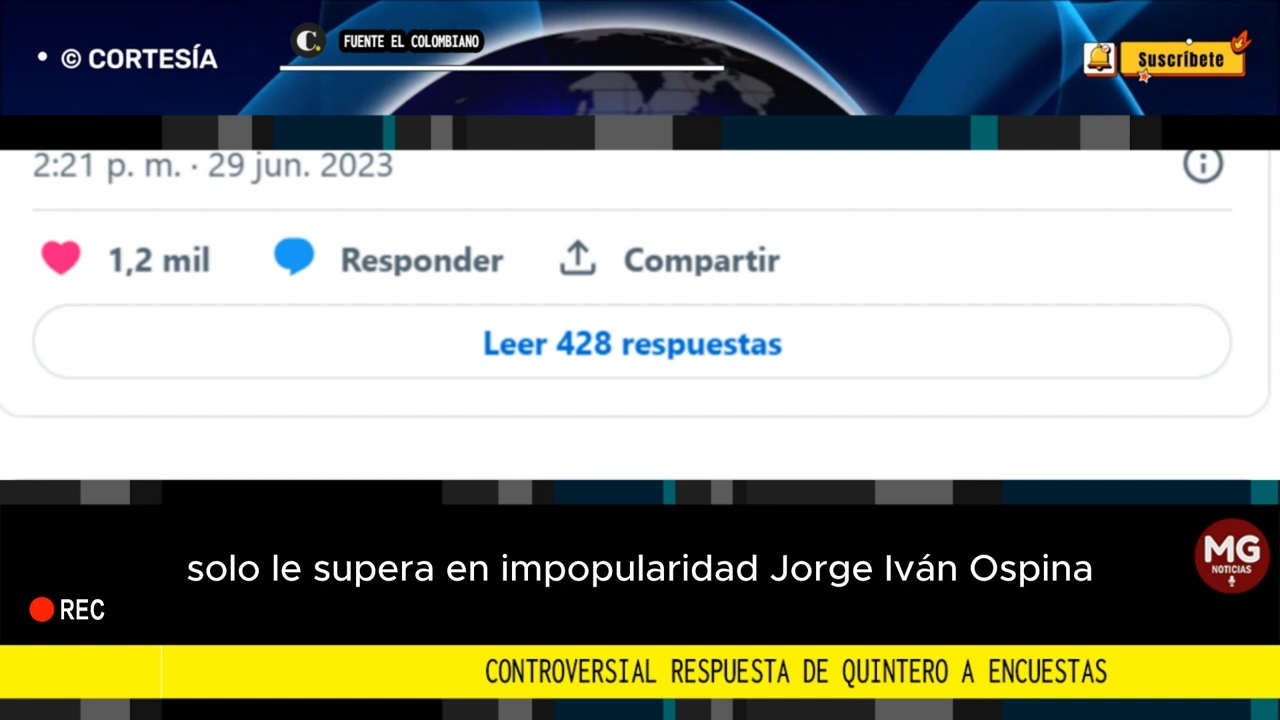 • © CORTESÍA
C.
FUENTE EL COLOMBIANO
Suscríbete
2:21 p. m. · 29 jun. 2023
1,2 mil
Responder
Compartir
Leer 428 respuestas
solo le supera en impopularidad Jorge Iván Ospina
MG
NOTICIAS
REC
CONTROVERSIAL RESPUESTA DE QUINTERO A ENCUESTAS